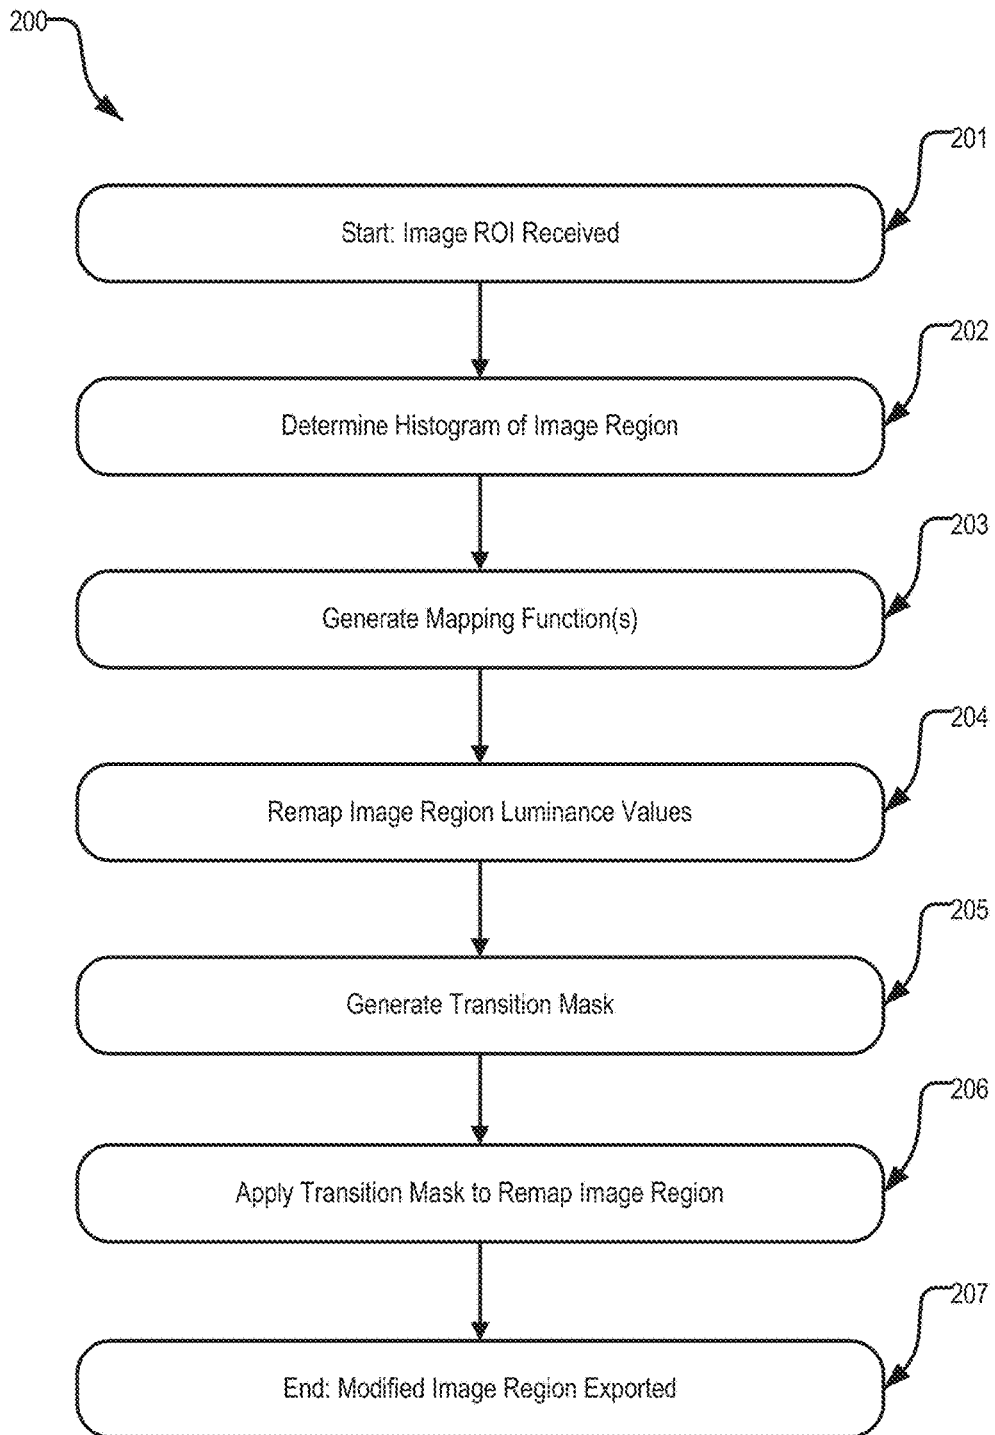 200
201
Start: Image ROI Received
202
Determine Histogram of Image Region
203
Generate Mapping Function(s)
204
Remap Image Region Luminance Values
205
Generate Transition Mask
206
Apply Transition Mask to Remap Image Region
207
End: Modified Image Region Exported